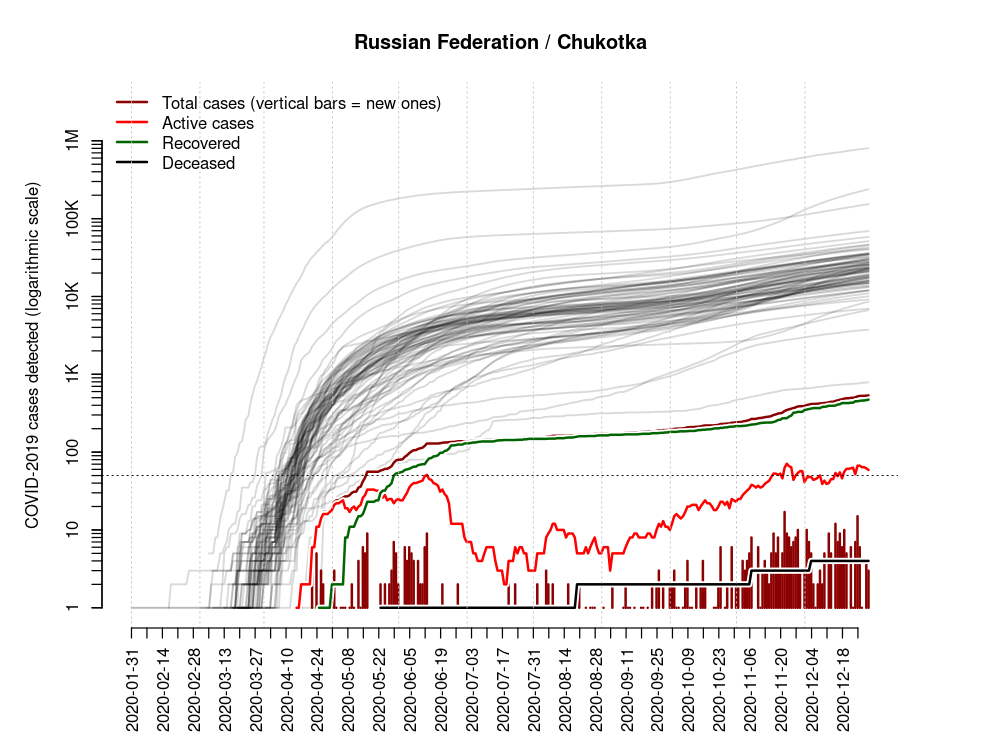 Russian Federation / Chukotka
Total cases (vertical bars = new ones)
Active cases
Recovered
Deceased
COVID-2019 cases detected (logarithmic scale)
1M
100K
10K
1K
100
10
1
2020-01-31
2020-02-14
2020-02-28
2020-03-13
2020-03-27
2020-04-10
2020-04-24
2020-05-08
2020-05-22
2020-06-05
2020-06-19
2020-07-03
2020-07-17
2020-07-31
2020-08-14
2020-08-28
2020-09-11
2020-09-25
2020-10-09
2020-10-23
2020-11-06
2020-11-20
2020-12-04
2020-12-18